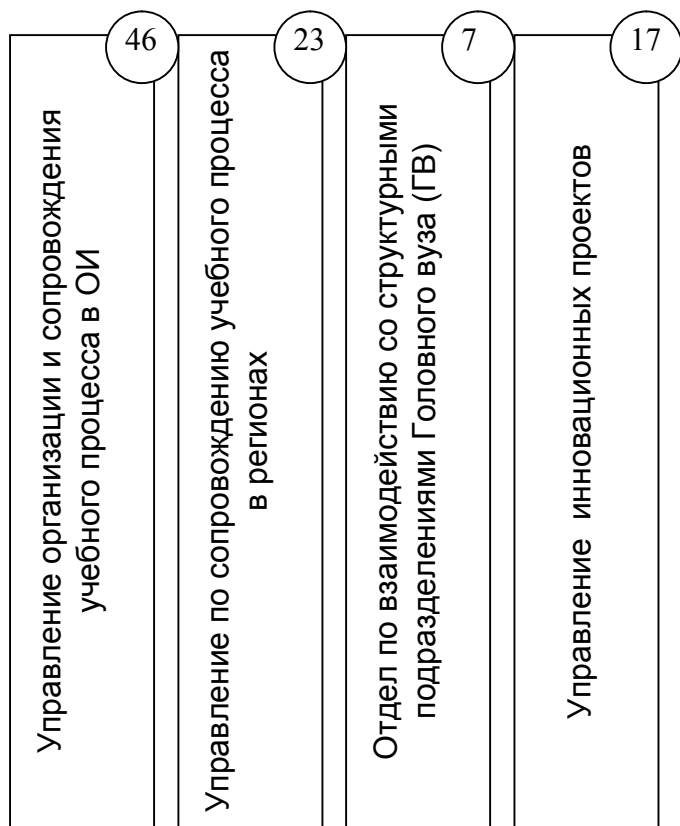 46
Управление организации и сопровождения
учебного процесса в ОИ
23
Управление по сопровождению учебного процесса
в регионах
7
Отдел по взаимодействию со структурными
подразделениями Головного вуза (ГВ)
17
Управление инновационных проектов